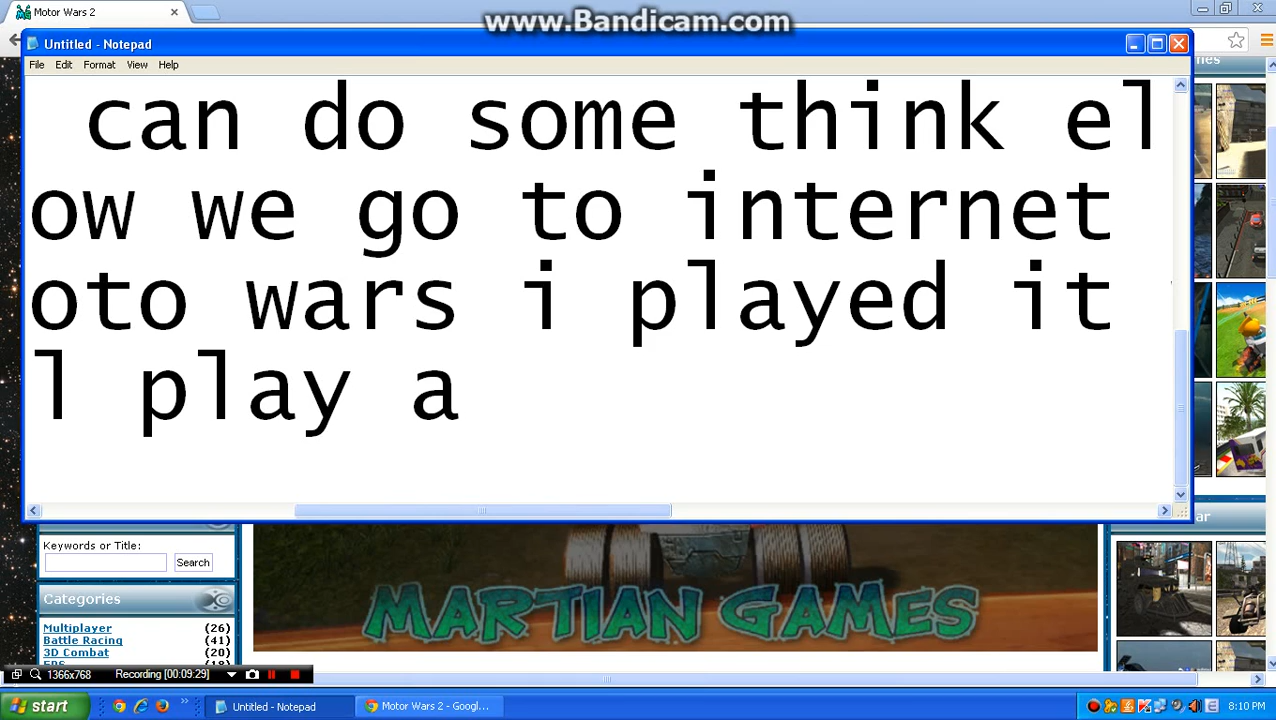 Motor Wars 2
www.Bandicam.com
Untitled - Notepad
File Edit Format View Help
can do some think el
ow we go to internet
oto wars i played it
l play a
Keywords or Title:
Search
Categories
Multiplayer (26)
Battle Racing (41)
3D Combat (20)
MARTIAN GAMES
1366x768 Recording [00:09:29]
start
Untitled - Notepad
Motor Wars 2 - Googl...
8:10 PM